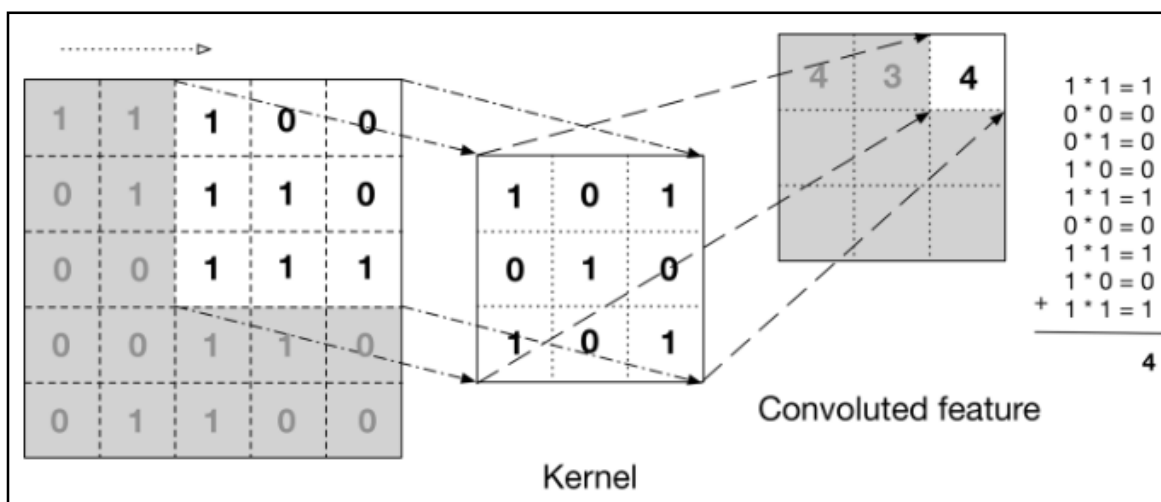 1 1 1 0 0
0 1 1 1 0
0 0 1 1 1
0 0 1 1 0
0 1 1 0 0
1 0 1
0 1 0
1 0 1
Kernel
4 3 4
Convoluted feature
1 * 1 = 1
0 * 0 = 0
0 * 1 = 0
1 * 0 = 0
1 * 1 = 1
0 * 0 = 0
1 * 1 = 1
1 * 0 = 0
+ 1 * 1 = 1
4